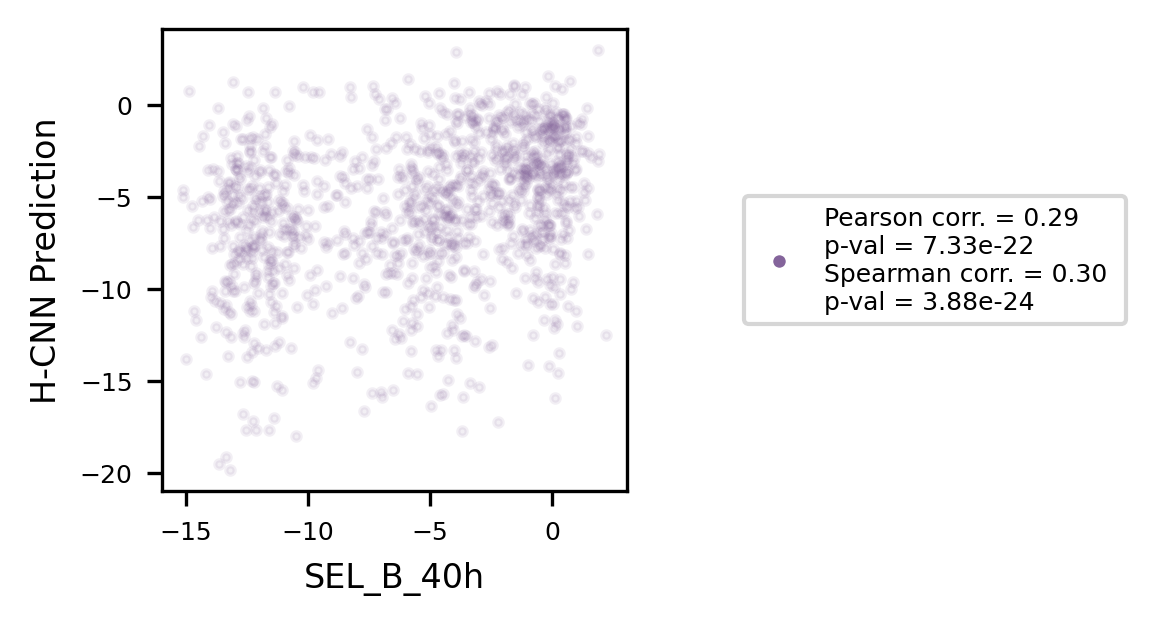 0
−5
−10
−15
−20
H-CNN Prediction
−15
−10
−5
0
SEL_B_40h
Pearson corr. = 0.29
p-val = 7.33e-22
Spearman corr. = 0.30
p-val = 3.88e-24